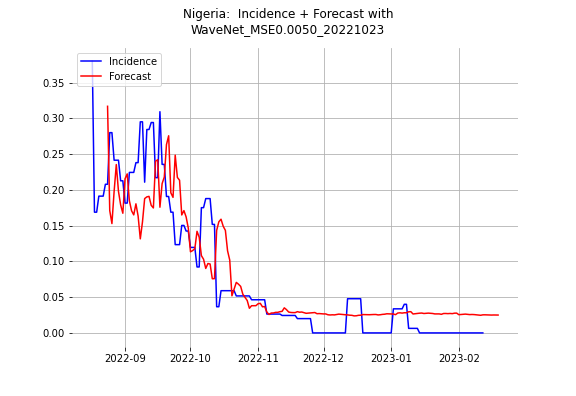 Nigeria:  Incidence + Forecast with
WaveNet_MSE0.0050_20221023
Incidence
Forecast
0.35
0.30
0.25
0.20
0.15
0.10
0.05
0.00
2022-09 2022-10 2022-11 2022-12 2023-01 2023-02